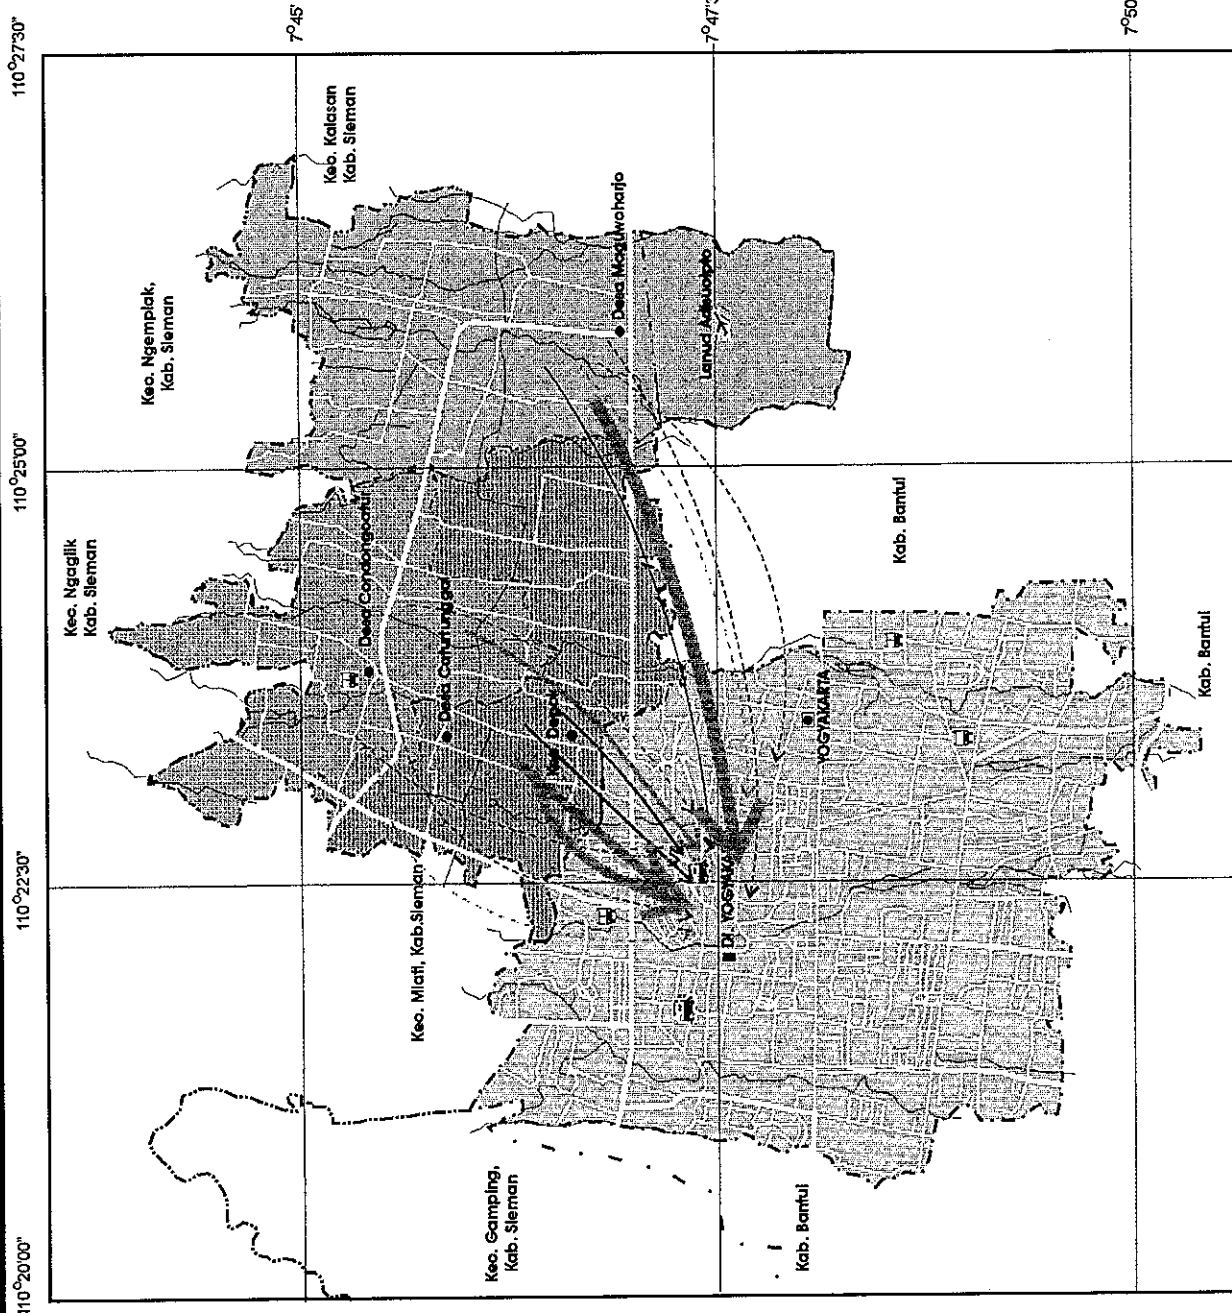 110°20'00"
110°22'30"
110°25'00"
110°27'30"
Kec. Ngaglik
Kab. Sleman
Kec. Ngemplak,
Kab. Sleman
7°45'
Kec. Kalasan
Kab. Sleman
Desa Condongcatur
Kec. Mlati, Kab.Sleman
Desa Caturtunggal
Kec. Gamping,
Kab. Sleman
Kec. Depok
Desa Maguwoharjo
Lanud Adisucipto
7°47'3
DI. YOGYAKA
Kab. Bantul
YOGYAKARTA
Kab. Bantul
7°50
Kab. Bantul